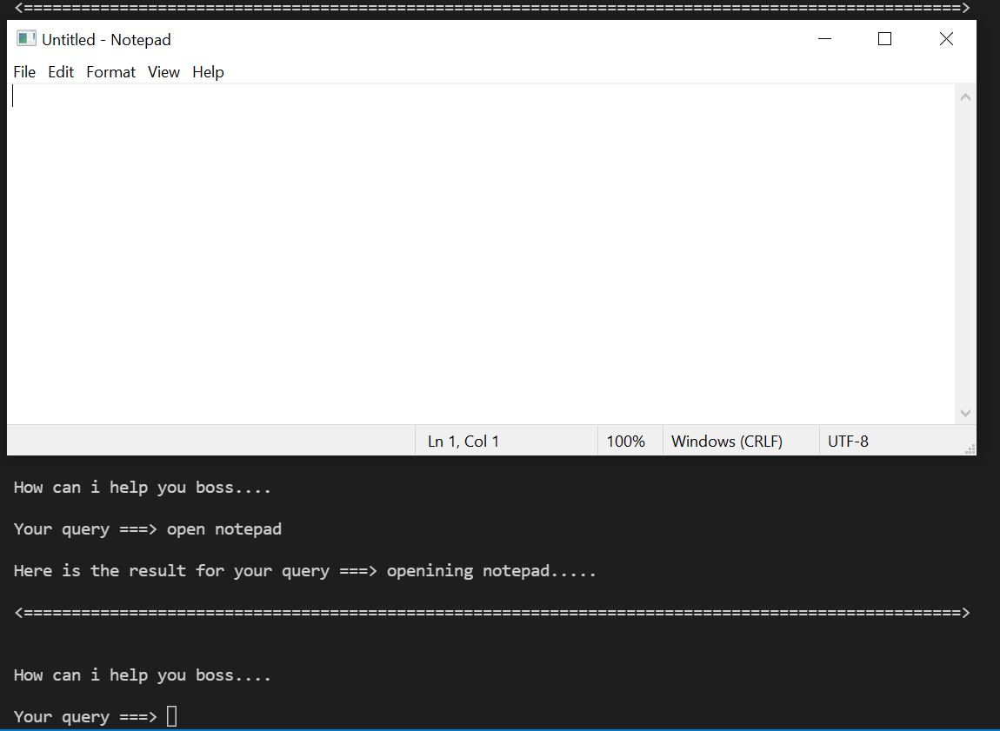 <==================================================================================================>
Untitled - Notepad
File Edit Format View Help
Ln 1, Col 1 100% Windows (CRLF) UTF-8
How can i help you boss....
Your query ===> open notepad
Here is the result for your query ===> openining notepad.....
<==================================================================================================>
How can i help you boss....
Your query ===>